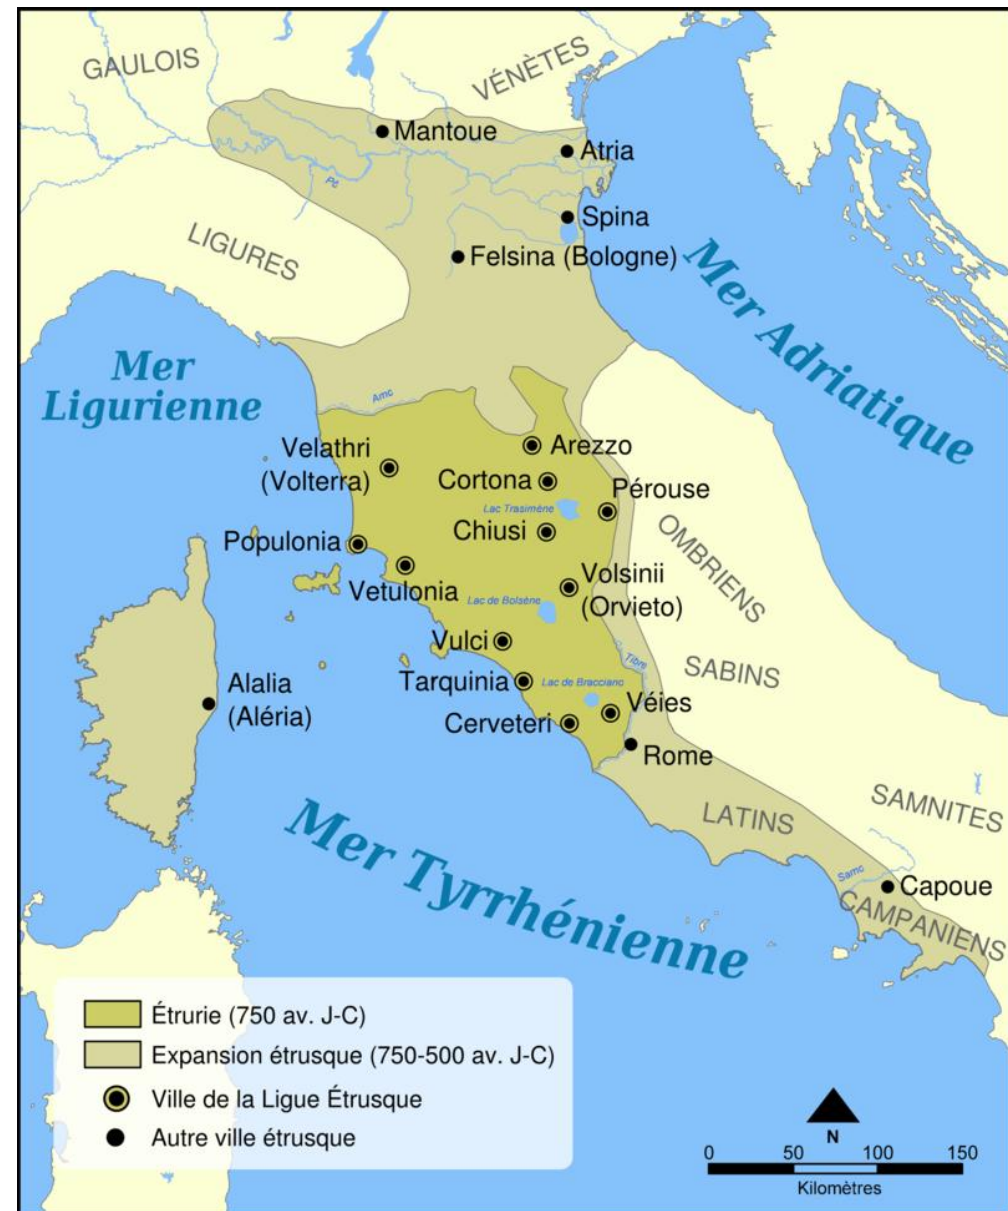 GAULOIS
VÉNÈTES
Mantoue
Atria
Pô
Spina
LIGURES
Felsina (Bologne)
Mer Adriatique
Mer
Ligurienne
Arnc
Velathri
(Volterra)
Arezzo
Cortona
Pérouse
Lac Trasimène
Chiusi
Populonia
Vetulonia
OMBRIENS
Volsinii
(Orvieto)
Lac de Bolsène
Vulci
Tibre
SABINS
Tarquinia
Lac de Braccianc
Alalia
(Aléria)
Véies
Cerveteri
Rome
LATINS
SAMNITES
Mer Tyrrhénienne
Samc
Capoue
CAMPANIENS
Étrurie (750 av. J-C)
Expansion étrusque (750-500 av. J-C)
Ville de la Ligue Étrusque
Autre ville étrusque
N
0 50 100 150
Kilomètres